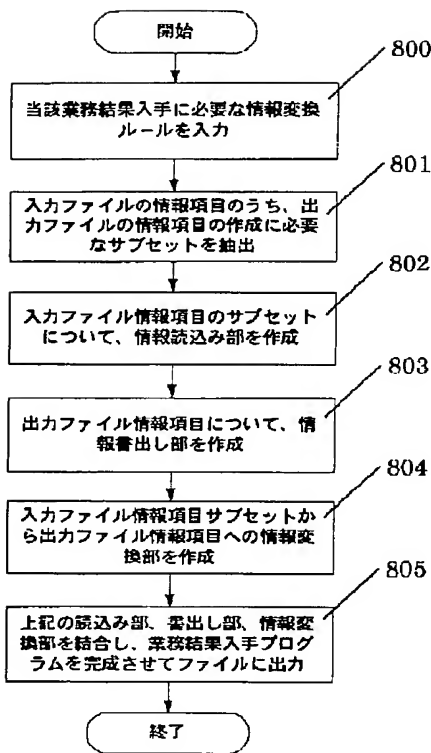 開始
800
当該業務結果入手に必要な情報変換
ルールを入力
801
入力ファイルの情報項目のうち、出
力ファイルの情報項目の作成に必要
なサブセットを抽出
802
入力ファイル情報項目のサブセット
について、情報読込み部を作成
803
出力ファイル情報項目について、情
報書出し部を作成
804
入力ファイル情報項目サブセットか
ら出力ファイル情報項目への情報変
換部を作成
805
上記の読込み部、書出し部、情報変
換部を結合し、業務結果入手プログ
ラムを完成させてファイルに出力
終了